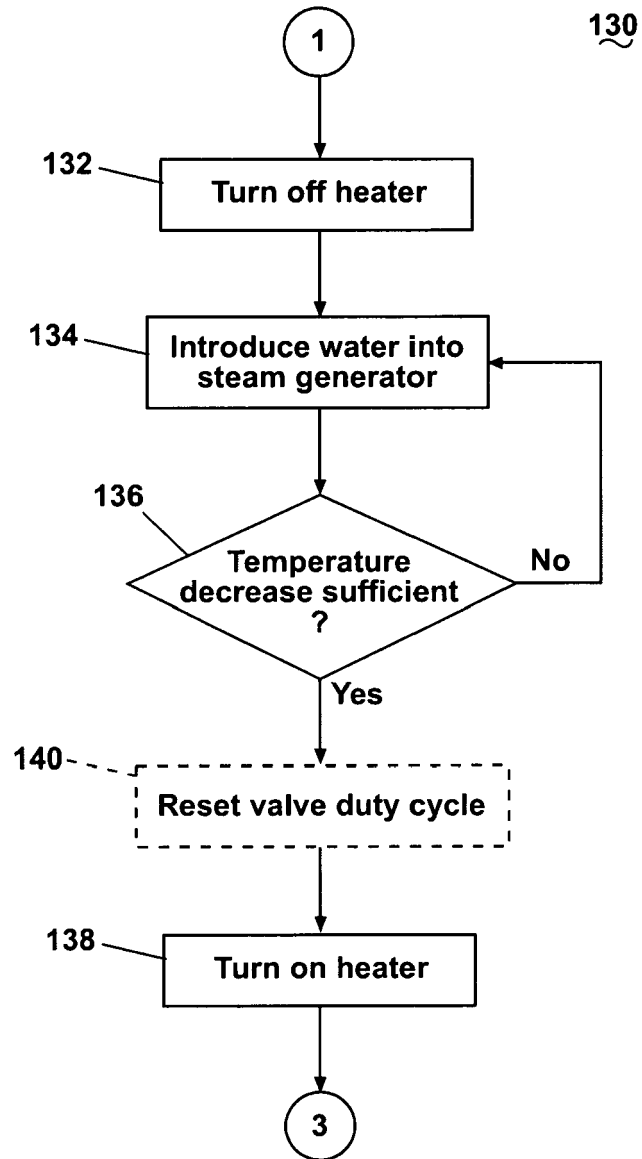 1
130
132
Turn off heater
134
Introduce water into
steam generator
136
Temperature
decrease sufficient
?
No
Yes
140
Reset valve duty cycle
138
Turn on heater
3